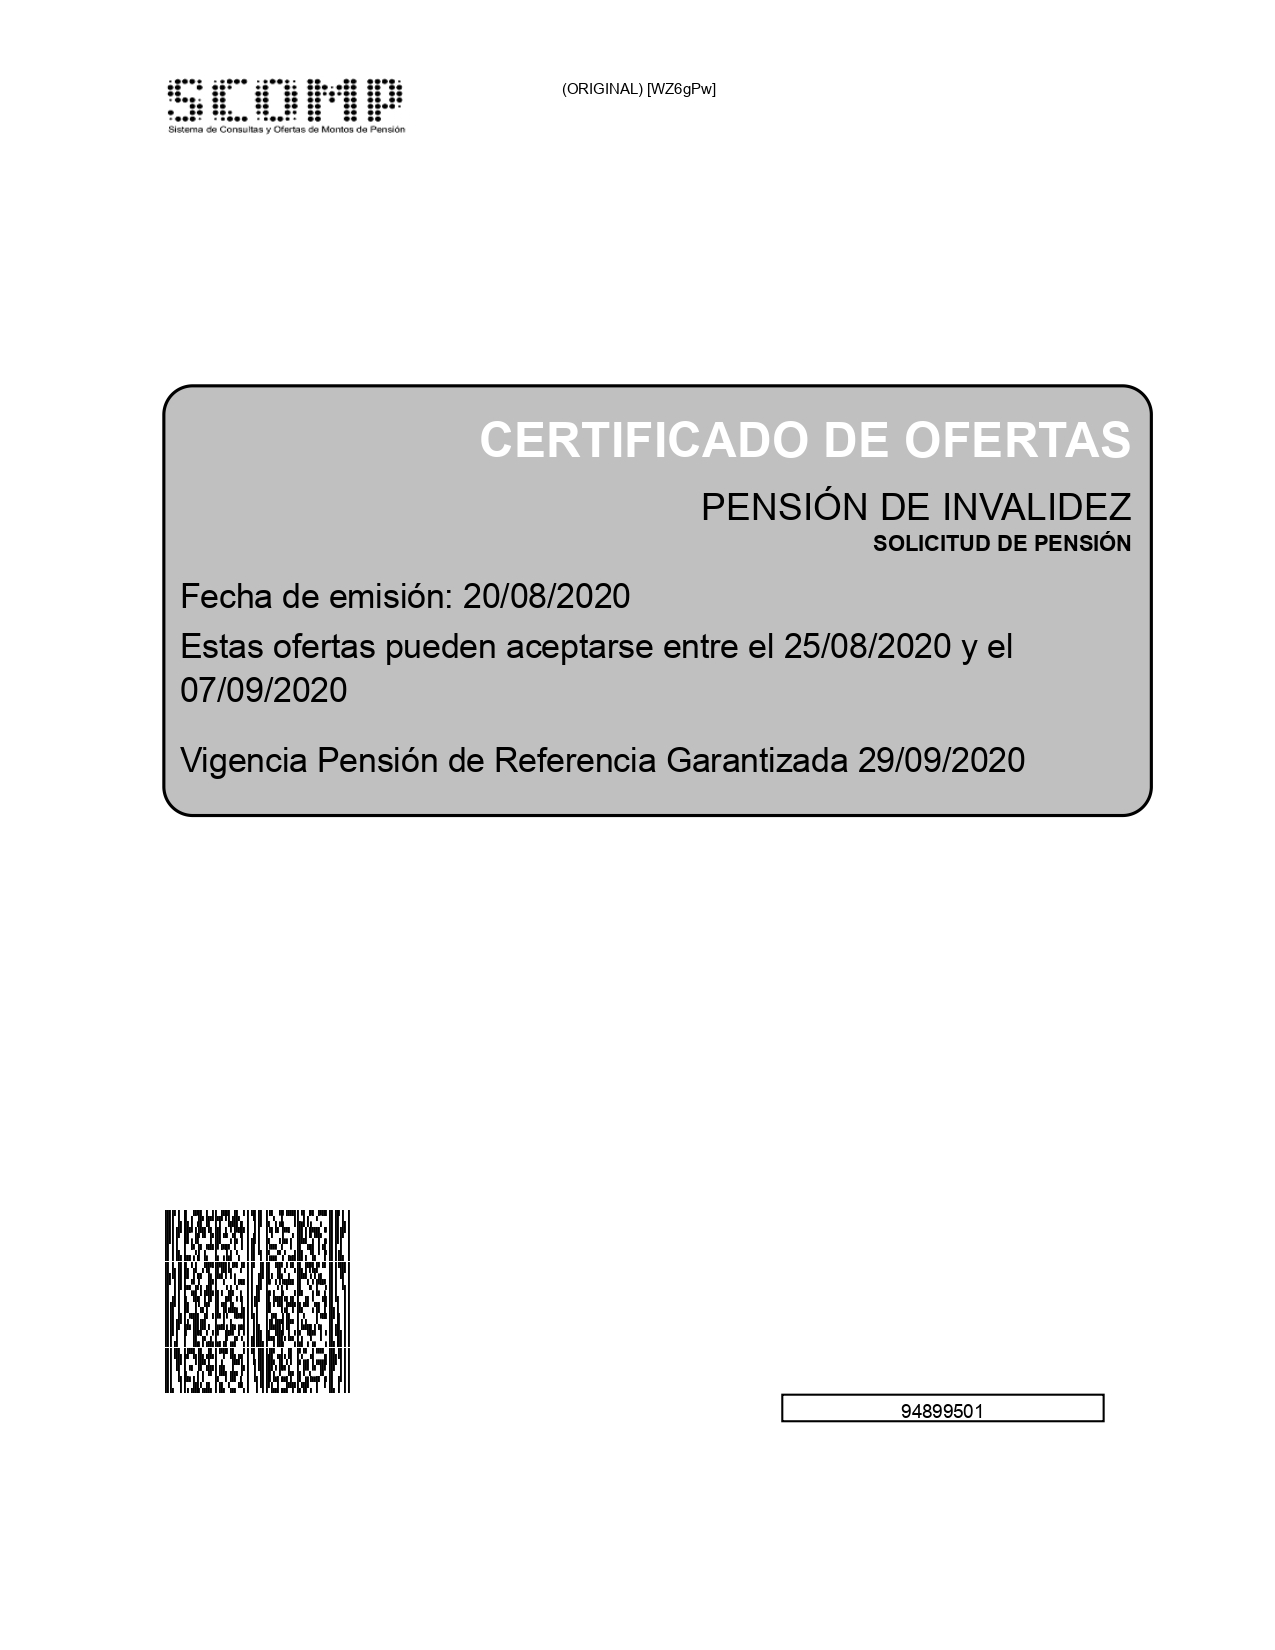 SCOMP
(ORIGINAL) [WZ6gPw]
Sistema de Consultas y Ofertas de Montos de Pensión
CERTIFICADO DE OFERTAS
PENSIÓN DE INVALIDEZ
SOLICITUD DE PENSIÓN
Fecha de emisión: 20/08/2020
Estas ofertas pueden aceptarse entre el 25/08/2020 y el
07/09/2020
Vigencia Pensión de Referencia Garantizada 29/09/2020
94899501